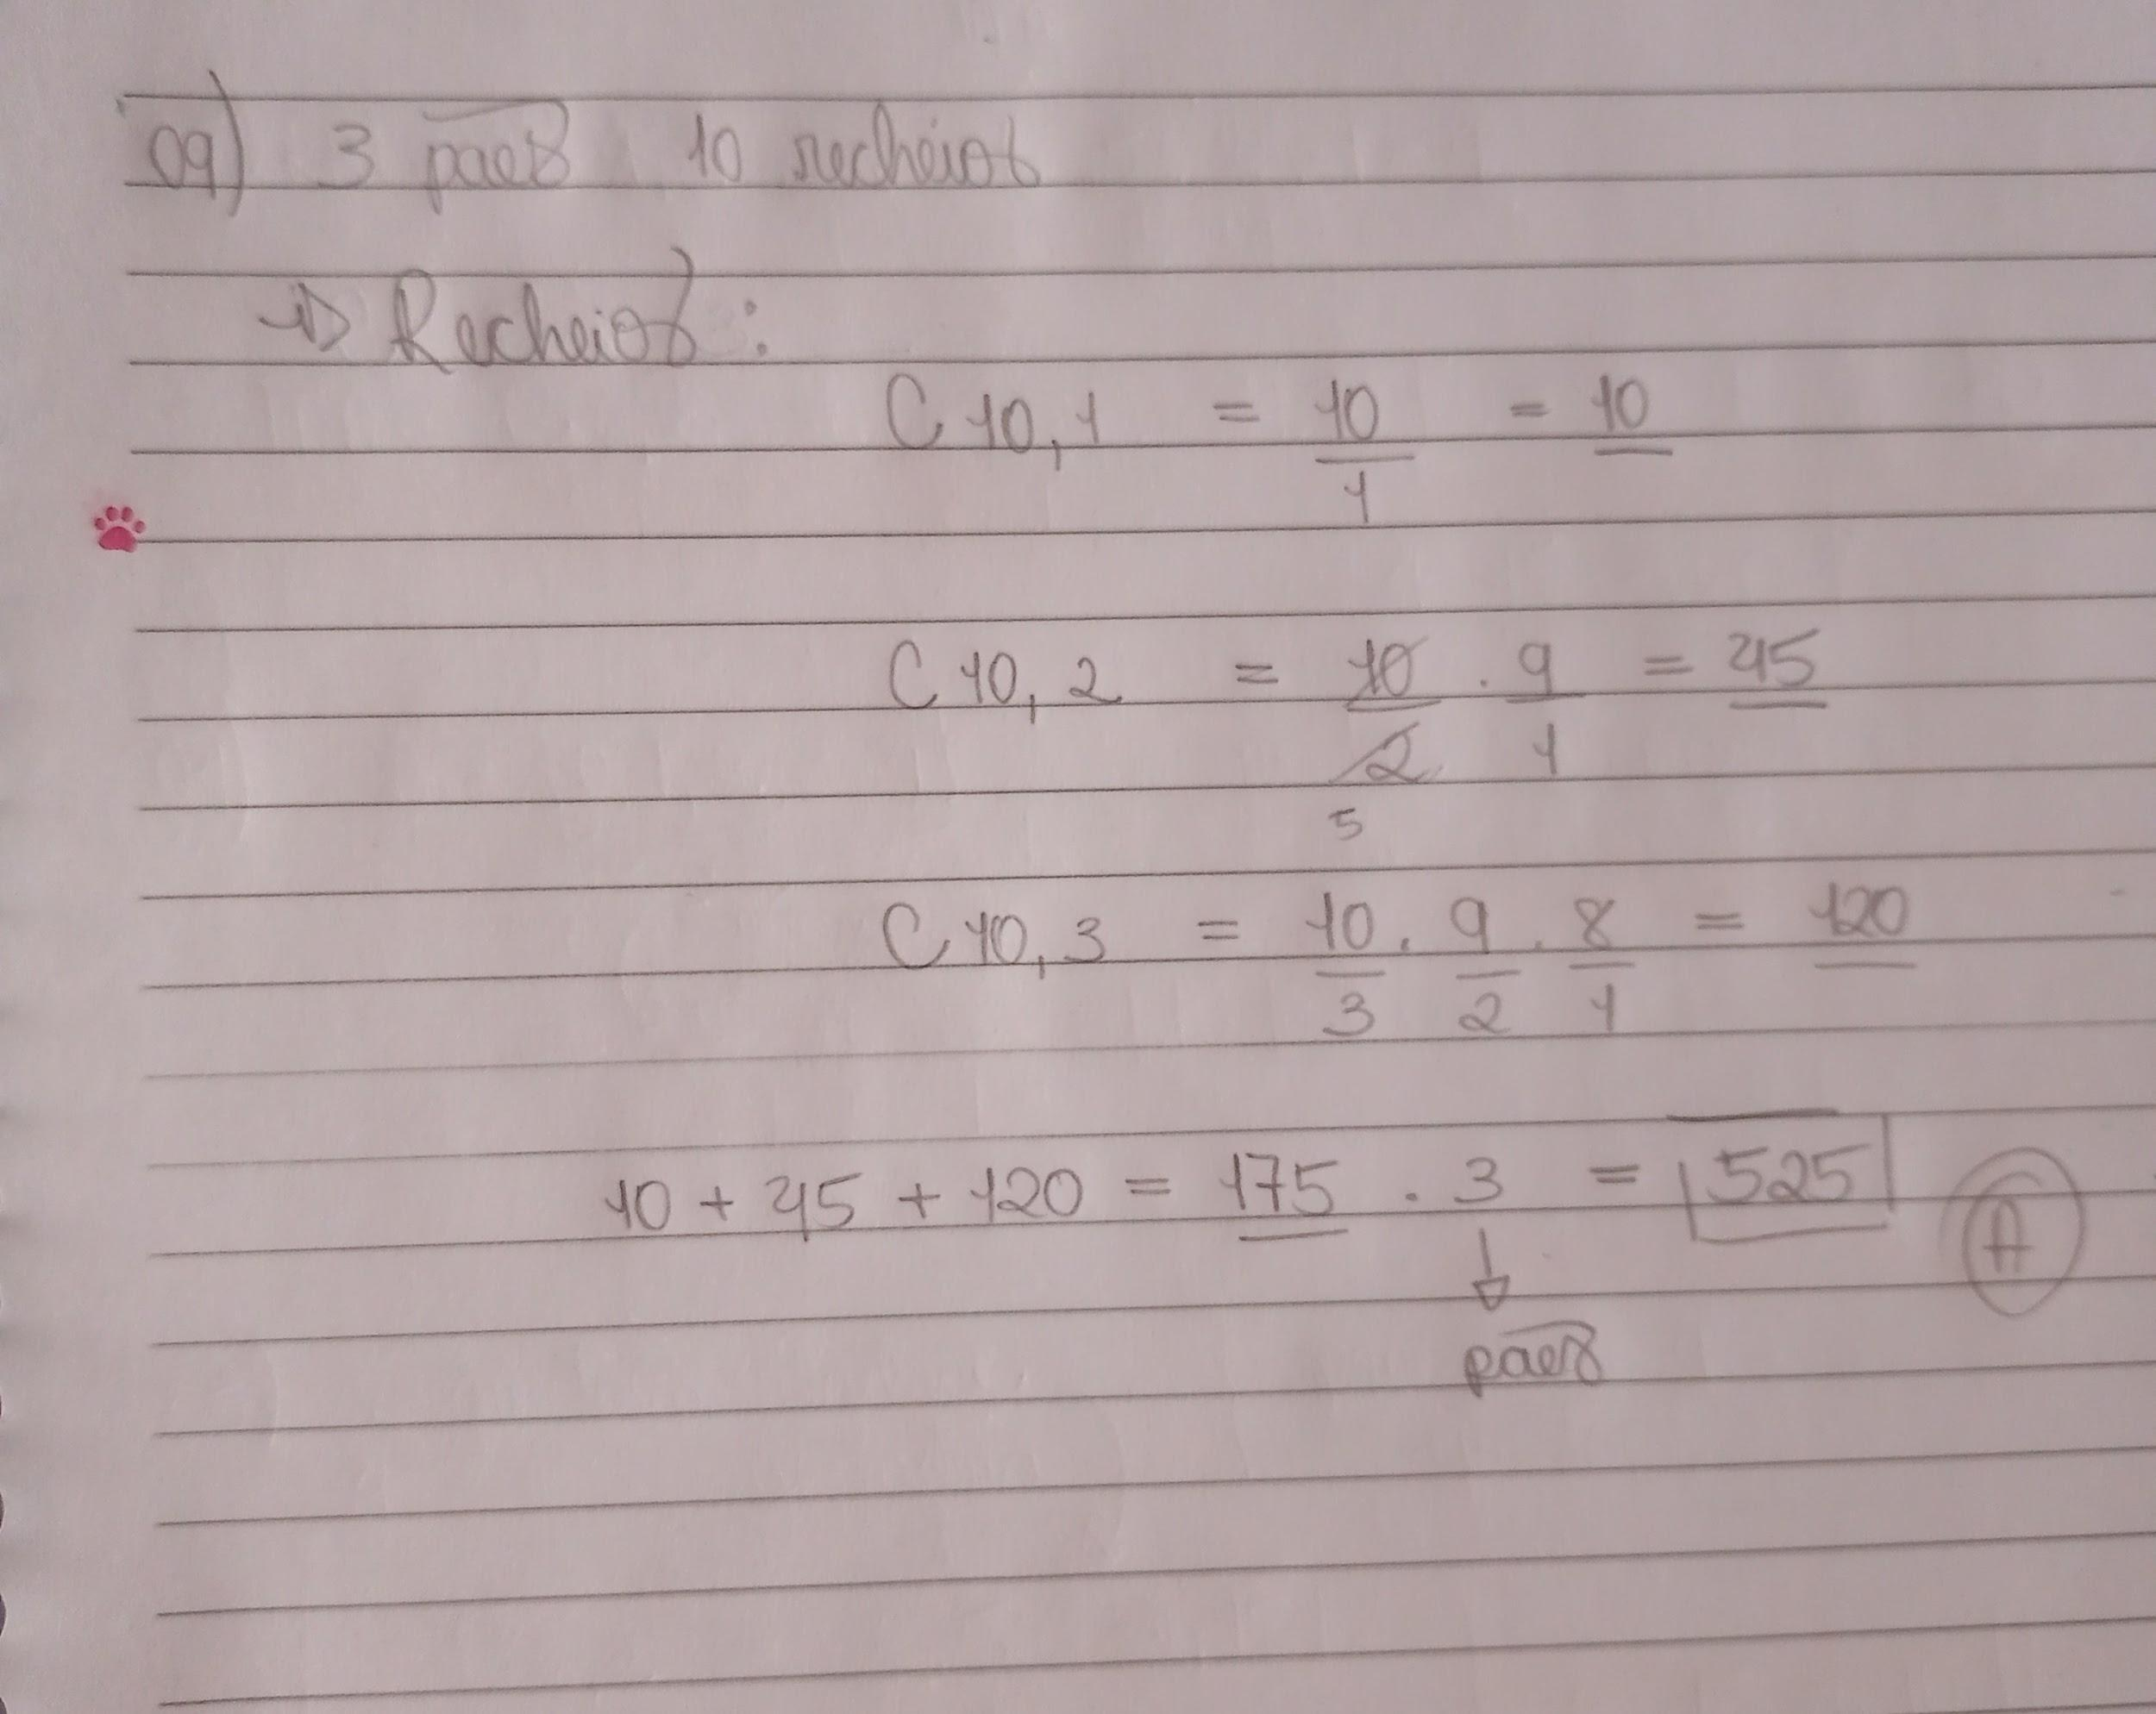 09) 3 pães 10 recheios
→ Recheios:
C 10,1 = 10/1 = 10
C 10,2 = 10/2 . 9/1 = 45
5
C 10,3 = 10/3 . 9/2 . 8/1 = 120
10 + 45 + 120 = 175 . 3 = 525 A
↓
pães